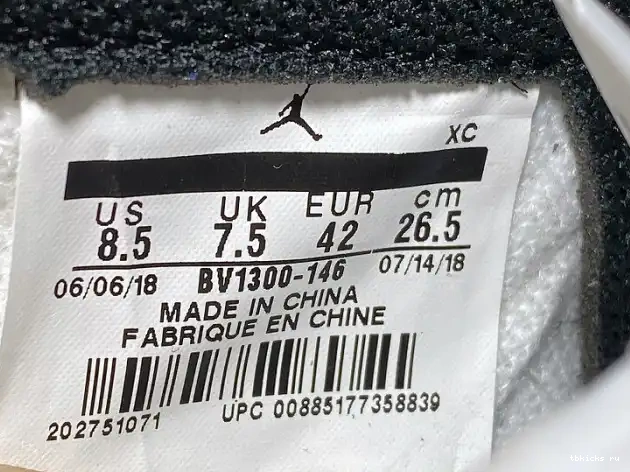 XC
US UK EUR cm
8.5 7.5 42 26.5
06/06/18 BV1300-146 07/14/18
MADE IN CHINA
FABRIQUE EN CHINE
202751071 UPC 00885177358839